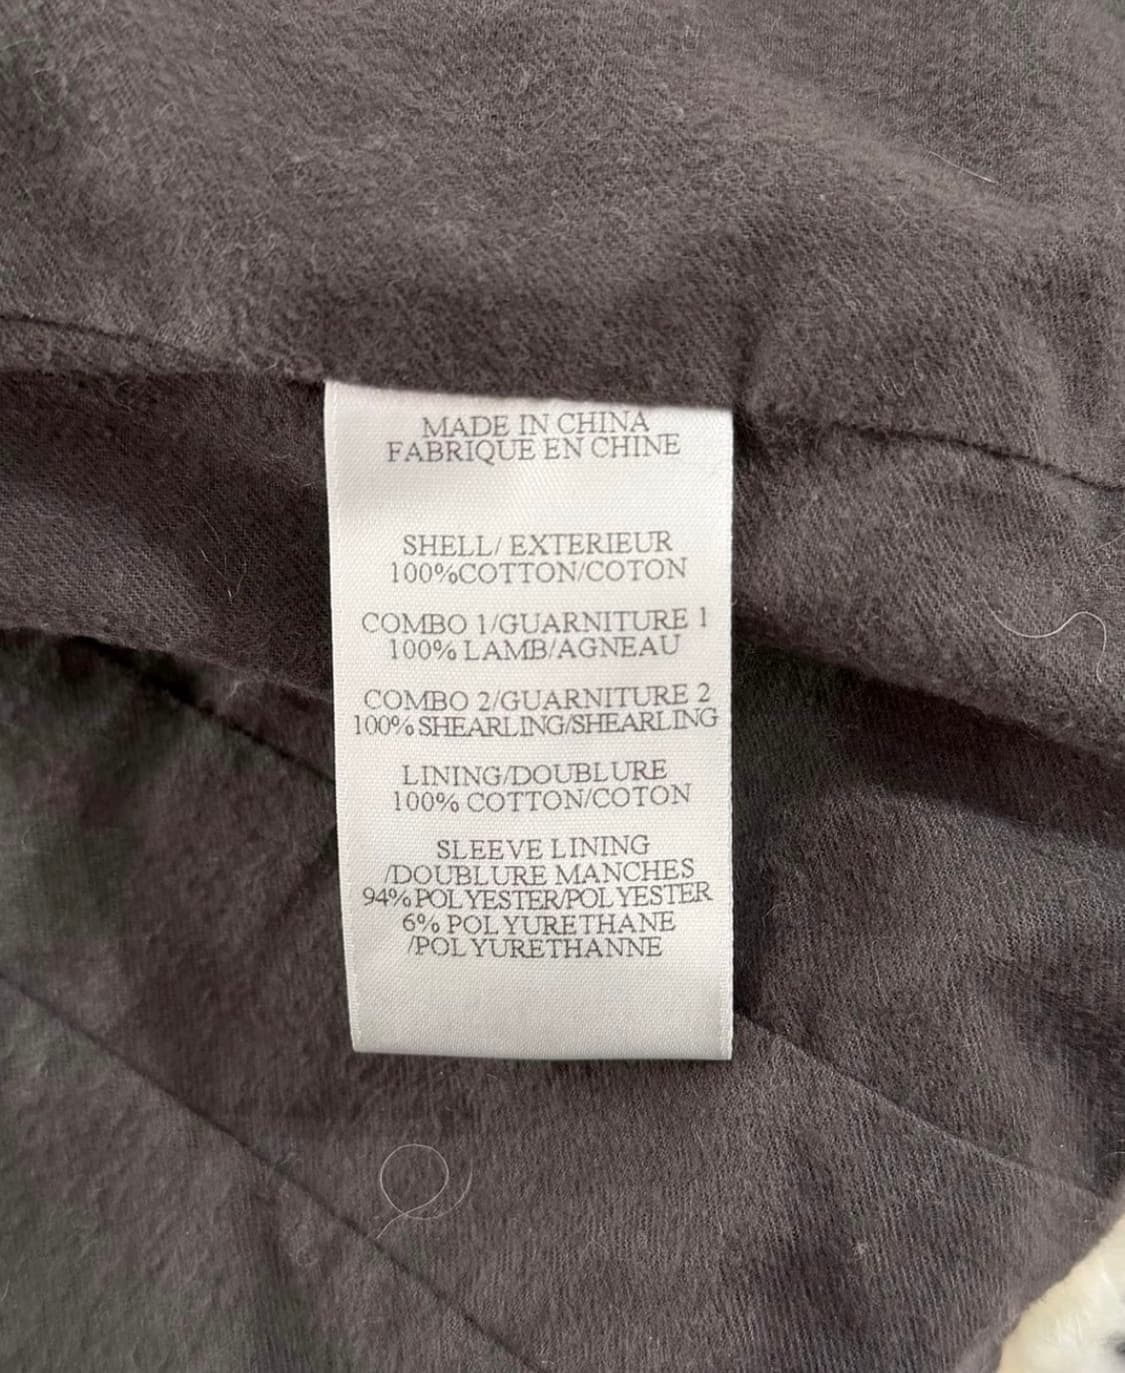 MADE IN CHINA
FABRIQUE EN CHINE
SHELL/ EXTERIEUR
100%COTTON/COTON
COMBO 1/GUARNITURE 1
100% LAMB/AGNEAU
COMBO 2/GUARNITURE 2
100% SHEARLING/SHEARLING
LINING/DOUBLURE
100% COTTON/COTON
SLEEVE LINING
/DOUBLURE MANCHES
94% POLYESTER/POLYESTER
6% POLYURETHANE
/POLYURETHANNE